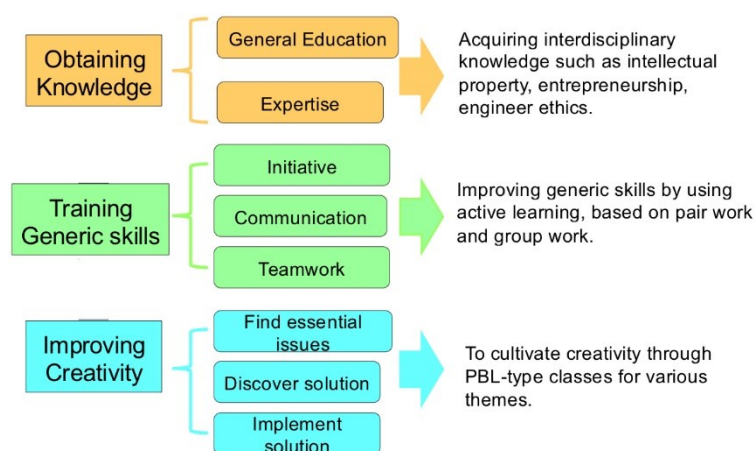 Obtaining
Knowledge
General Education
Expertise
Acquiring interdisciplinary
knowledge such as intellectual
property, entrepreneurship,
engineer ethics.
Training
Generic skills
Initiative
Communication
Teamwork
Improving generic skills by using
active learning, based on pair work
and group work.
Improving
Creativity
Find essential
issues
Discover solution
Implement
solution
To cultivate creativity through
PBL-type classes for various
themes.